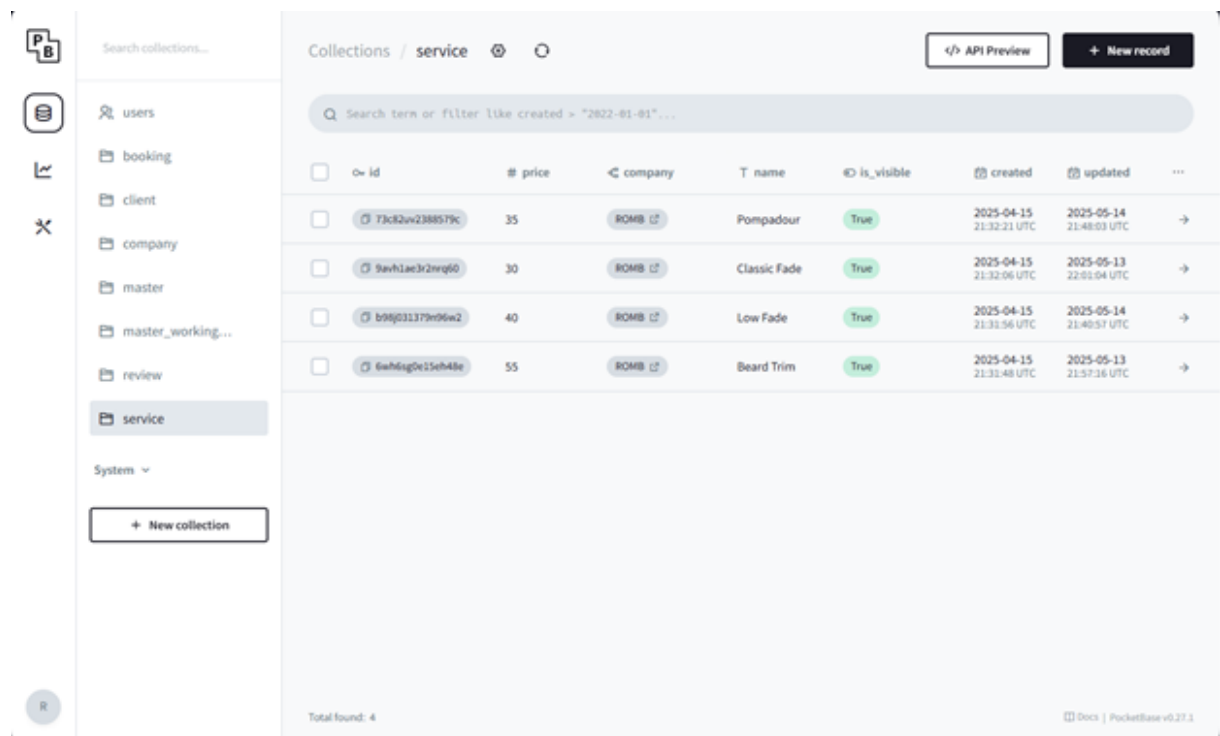 PB
Search collections...
users
booking
client
company
master
master_working...
review
service
System
+ New collection
R
Collections / service
</> API Preview
+ New record
Search term or filter like created > "2022-01-01"...
id # price company T name is_visible created updated ...
73c82uv2388579c 35 ROMB Pompadour True 2025-04-15 21:32:21 UTC 2025-05-14 21:48:03 UTC
9avh1ae3r2nrq60 30 ROMB Classic Fade True 2025-04-15 21:32:06 UTC 2025-05-13 22:01:04 UTC
b98j031379n96w2 40 ROMB Low Fade True 2025-04-15 21:31:56 UTC 2025-05-14 21:40:57 UTC
6wh6sg0e15eh48e 55 ROMB Beard Trim True 2025-04-15 21:31:48 UTC 2025-05-13 21:57:16 UTC
Total found: 4
Docs | PocketBase v0.27.1